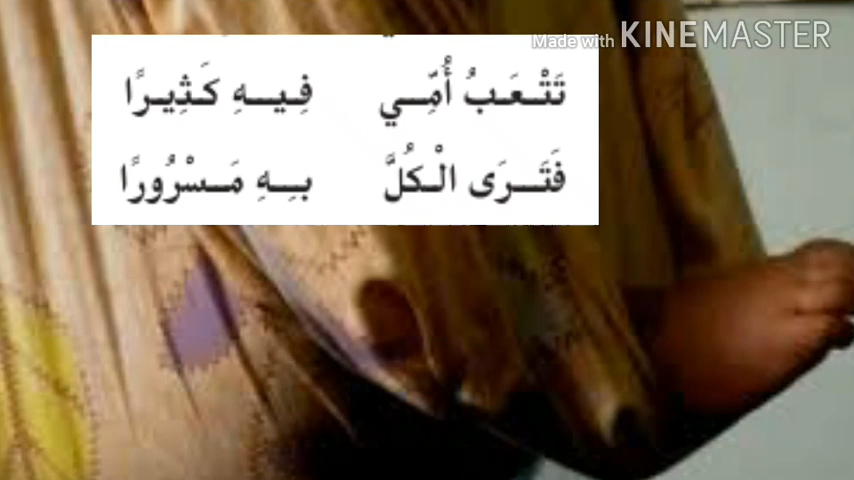 Made with KINEMASTER
تَتْعَبُ أُمِّي فِيهِ كَثِيرًا
فَتَرَى الْكُلَّ بِهِ مَسْرُورًا